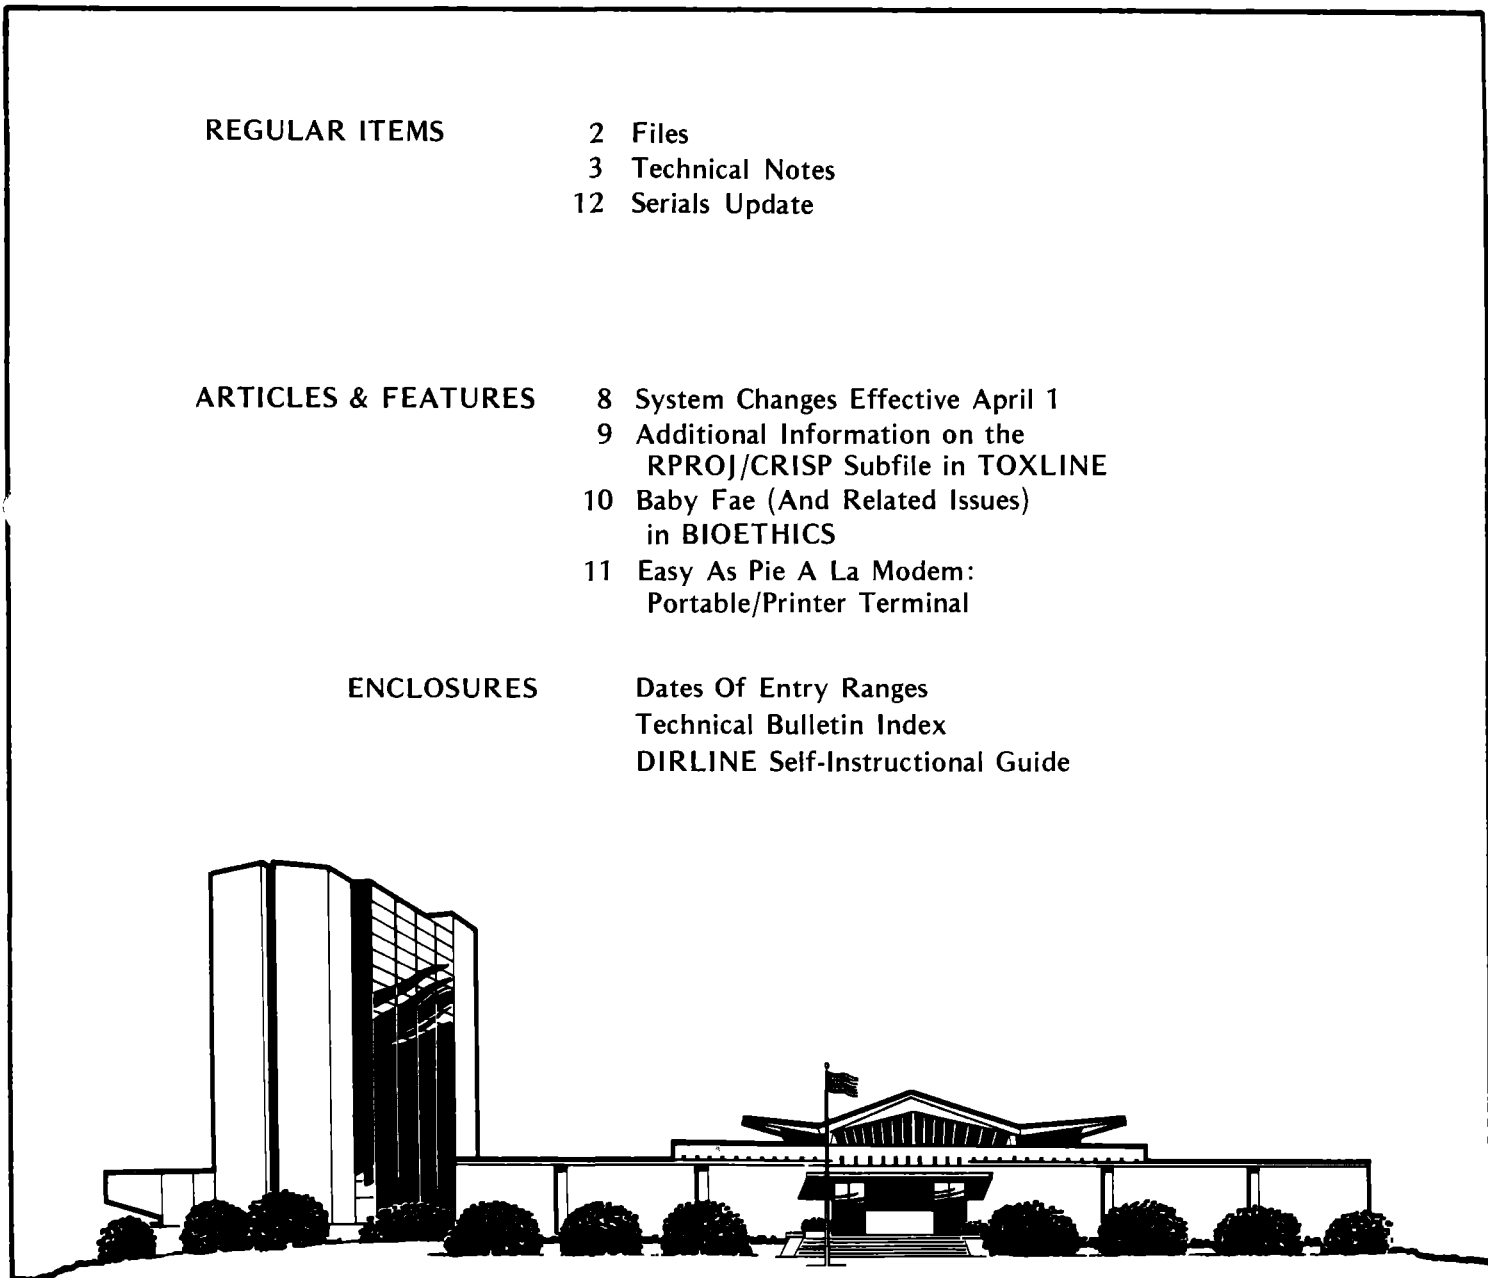 REGULAR ITEMS 2 Files
3 Technical Notes
12 Serials Update
ARTICLES & FEATURES 8 System Changes Effective April 1
9 Additional Information on the
RPROJ/CRISP Subfile in TOXLINE
10 Baby Fae (And Related Issues)
in BIOETHICS
11 Easy As Pie A La Modem:
Portable/Printer Terminal
ENCLOSURES Dates Of Entry Ranges
Technical Bulletin Index
DIRLINE Self-Instructional Guide